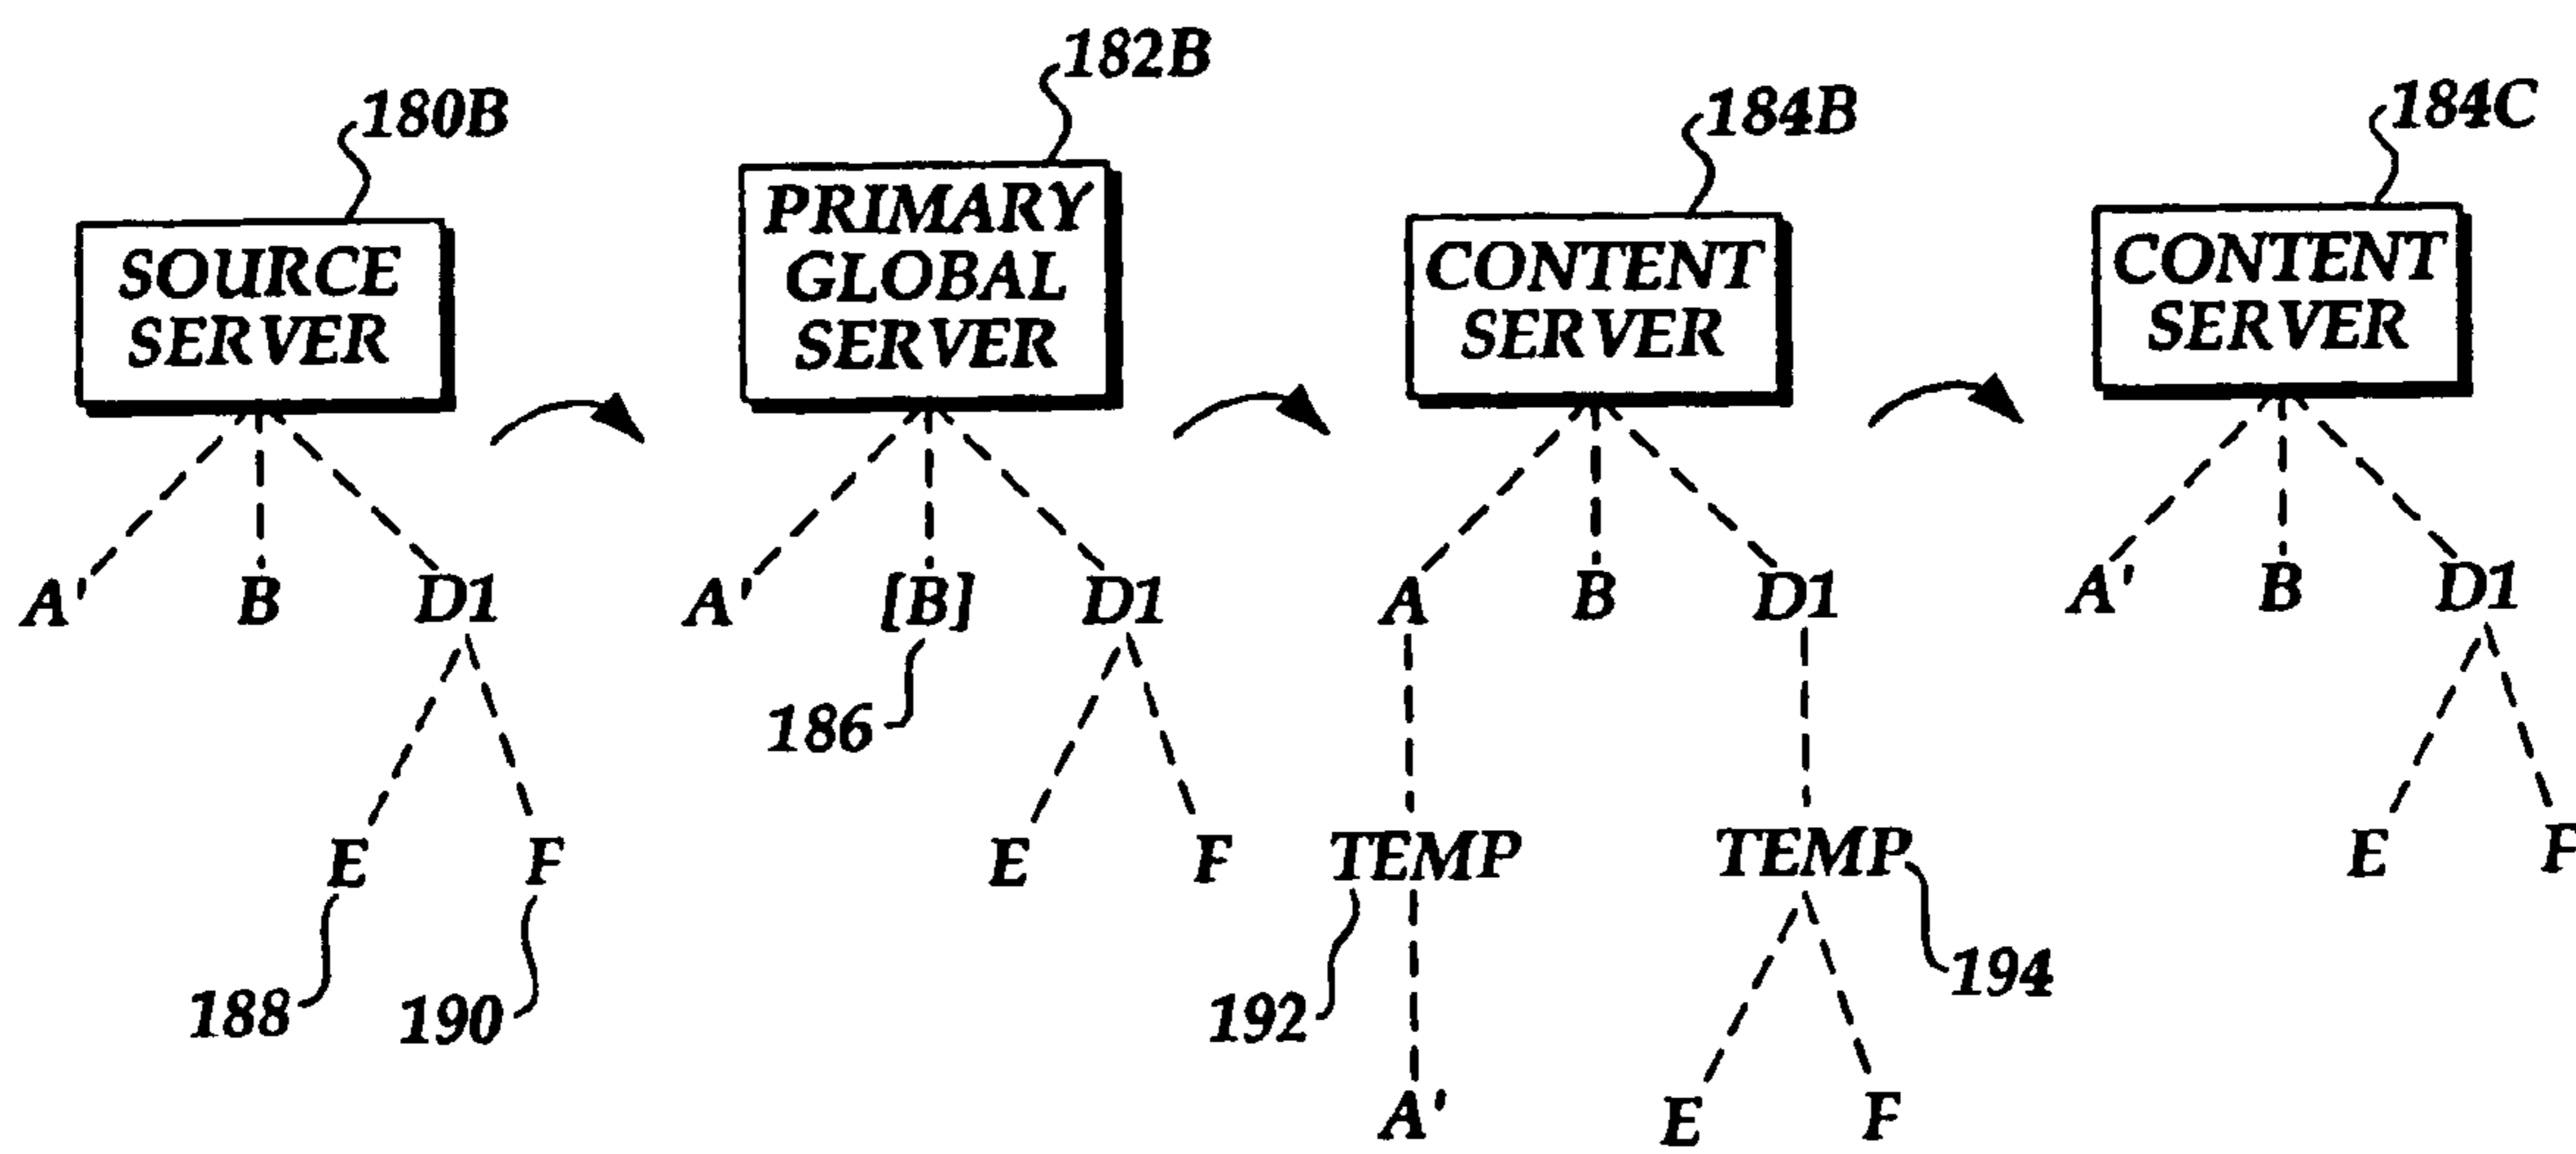 180B
182B
184B
184C
SOURCE
SERVER
PRIMARY
GLOBAL
SERVER
CONTENT
SERVER
CONTENT
SERVER
A' B D1
A' [B] D1
A B D1
A' B D1
186
E F
E F
TEMP TEMP
E F
188 190
192 194
A' E F